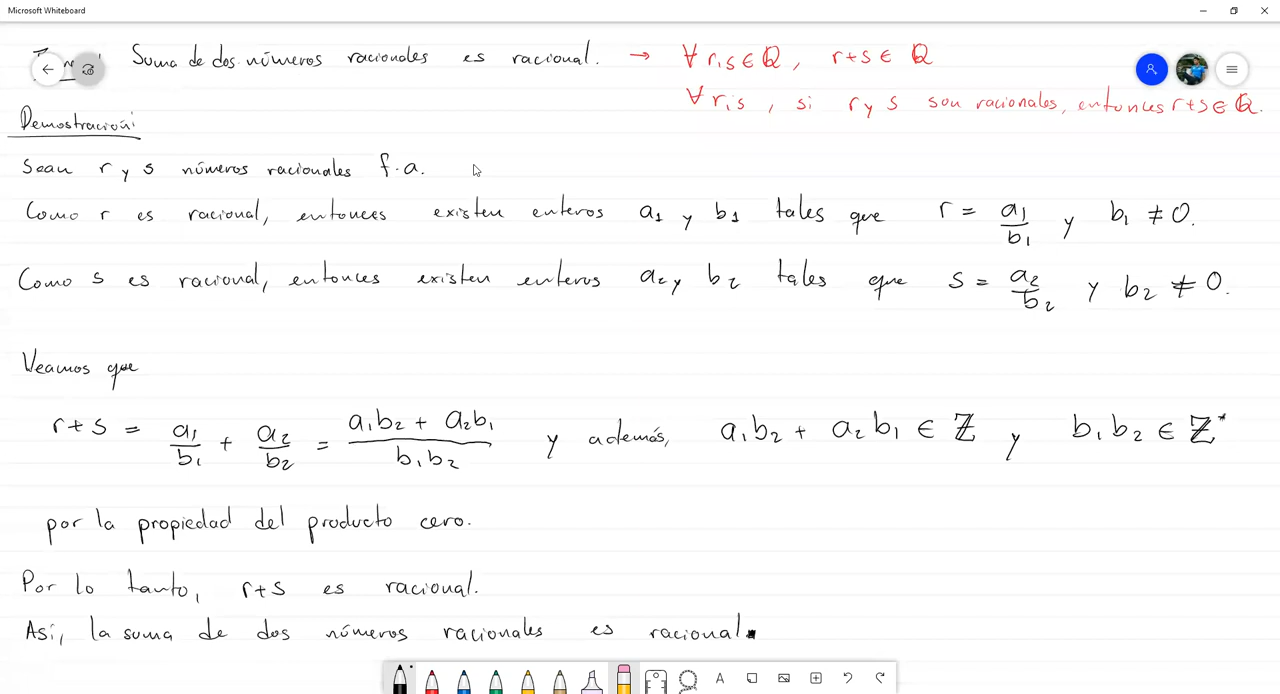 Microsoft Whiteboard
Suma de dos números racionales es racional. → ∀ r,s ∈ ℚ, r+s ∈ ℚ
∀ r,s, si r y s son racionales, entonces r+s ∈ ℚ.
Demostración:
Sean r y s números racionales f.a.
Como r es racional, entonces existen enteros a₁ y b₁ tales que r = a₁/b₁ y b₁ ≠ 0.
Como s es racional, entonces existen enteros a₂ y b₂ tales que s = a₂/b₂ y b₂ ≠ 0.
Veamos que
r+s = a₁/b₁ + a₂/b₂ = (a₁b₂ + a₂b₁)/(b₁b₂) y además, a₁b₂ + a₂b₁ ∈ ℤ y b₁b₂ ∈ ℤ*
por la propiedad del producto cero.
Por lo tanto, r+s es racional.
Así, la suma de dos números racionales es racional.